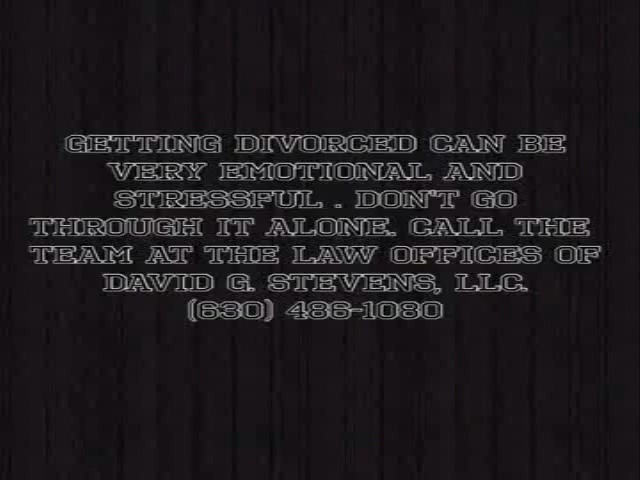 GETTING DIVORCED CAN BE
VERY EMOTIONAL AND
STRESSFUL . DON'T GO
THROUGH IT ALONE. CALL THE
TEAM AT THE LAW OFFICES OF
DAVID G. STEVENS, LLC.
(630) 486-1080